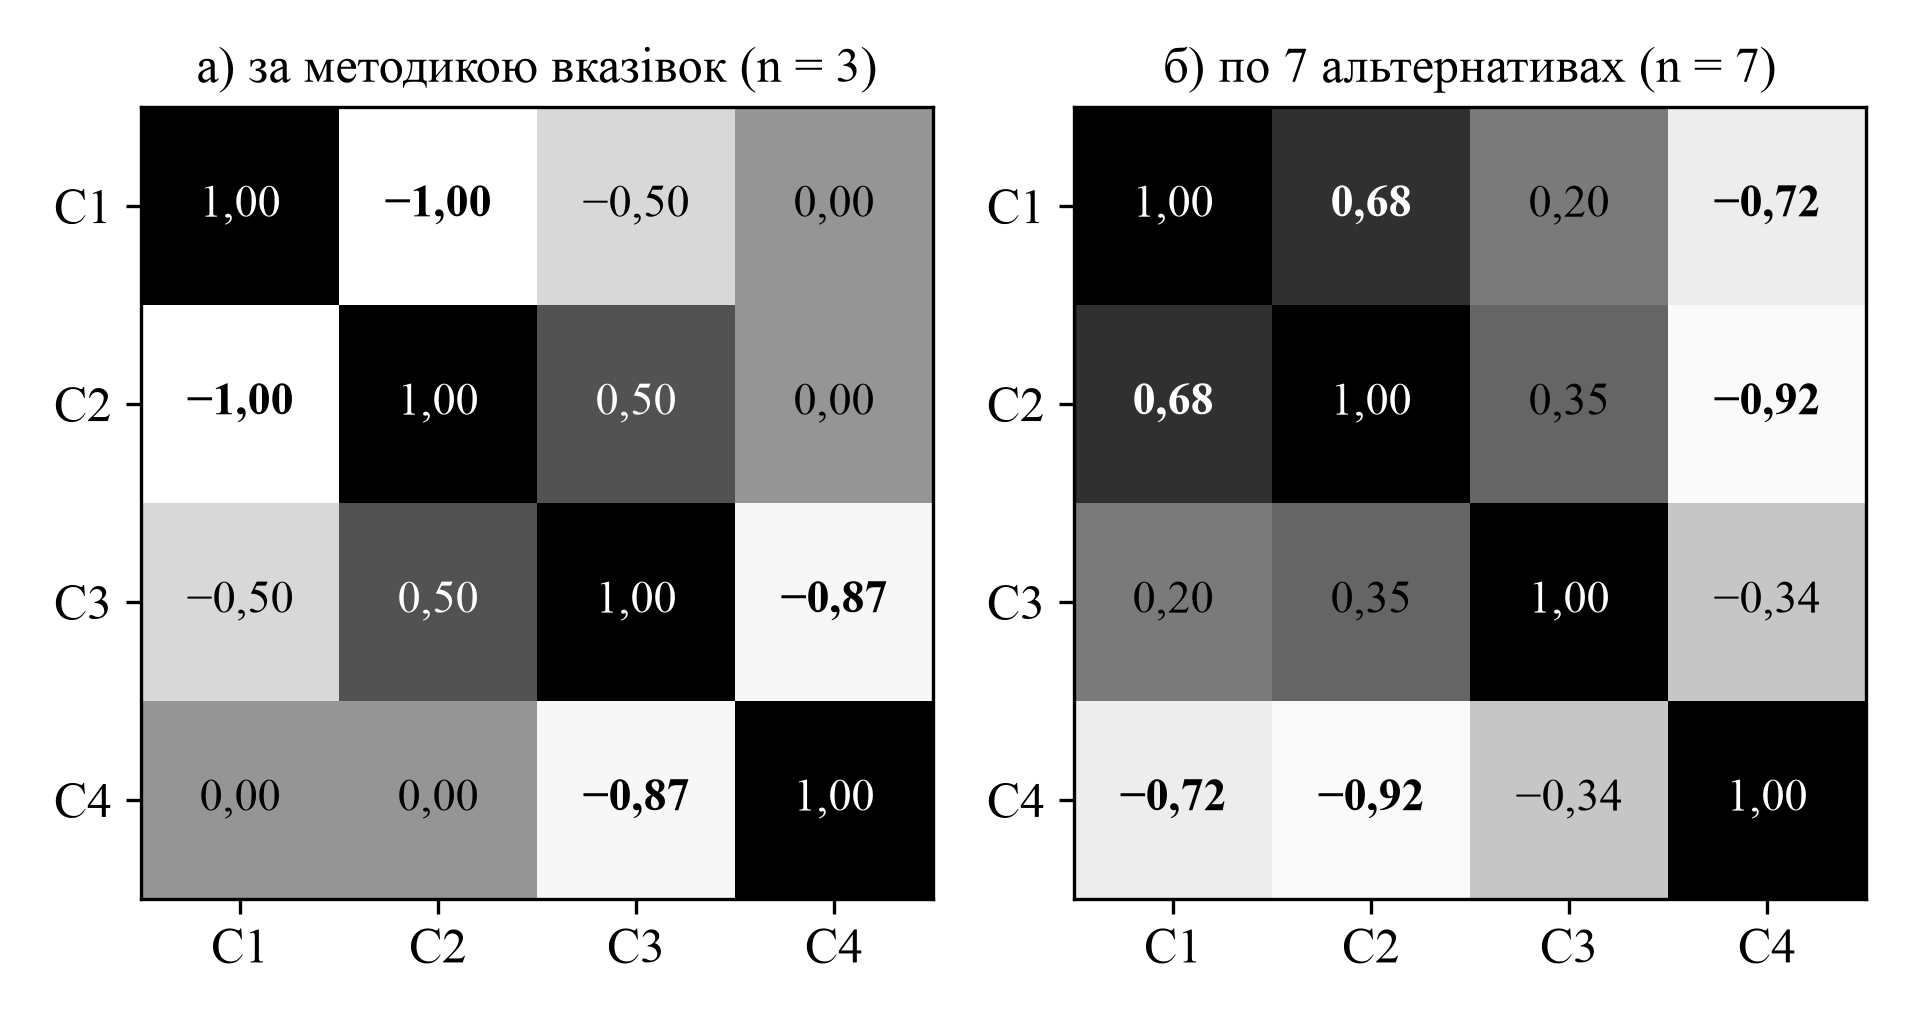 а) за методикою вказівок (n = 3)
C1 1,00 −1,00 −0,50 0,00
C2 −1,00 1,00 0,50 0,00
C3 −0,50 0,50 1,00 −0,87
C4 0,00 0,00 −0,87 1,00
C1 C2 C3 C4
б) по 7 альтернативах (n = 7)
C1 1,00 0,68 0,20 −0,72
C2 0,68 1,00 0,35 −0,92
C3 0,20 0,35 1,00 −0,34
C4 −0,72 −0,92 −0,34 1,00
C1 C2 C3 C4